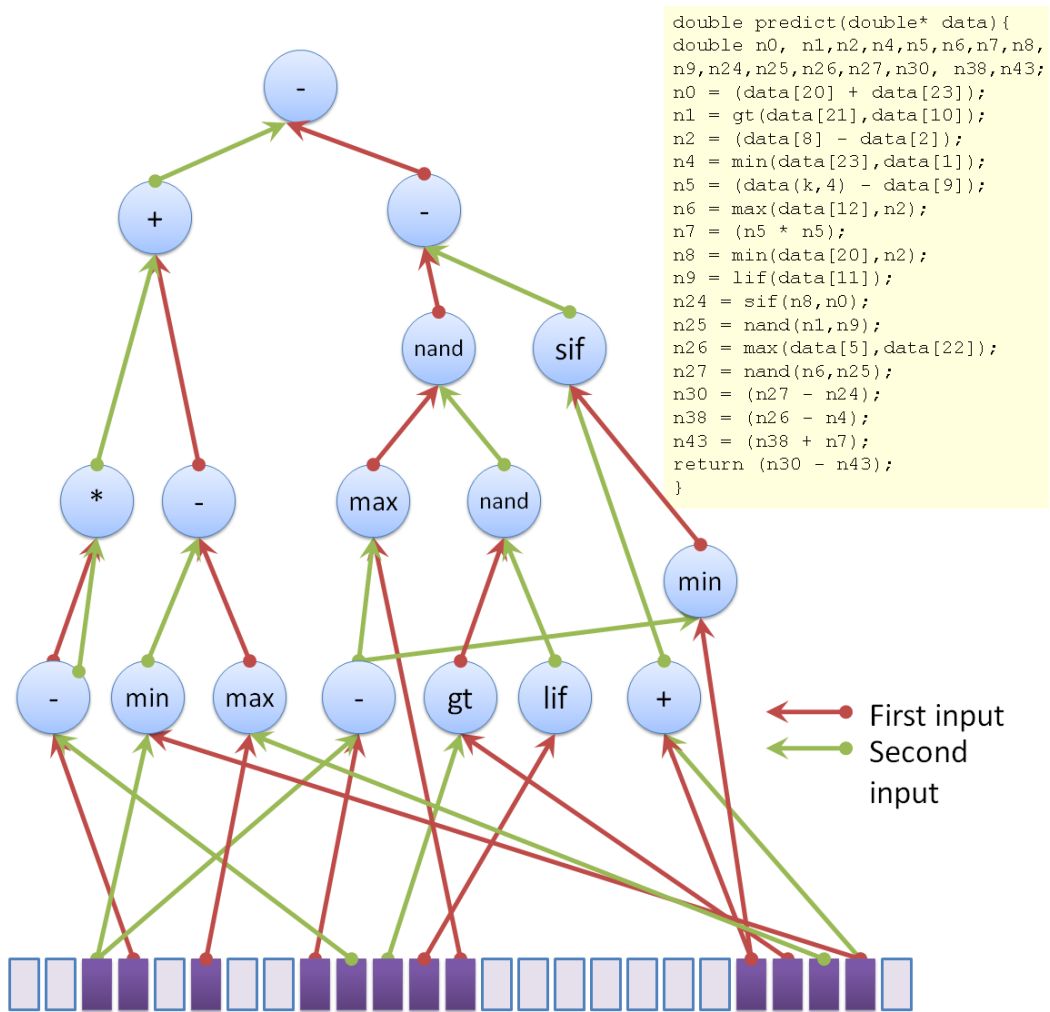 double predict(double* data){
double n0, n1,n2,n4,n5,n6,n7,n8,
n9,n24,n25,n26,n27,n30, n38,n43;
n0 = (data[20] + data[23]);
n1 = gt(data[21],data[10]);
n2 = (data[8] - data[2]);
n4 = min(data[23],data[1]);
n5 = (data(k,4) - data[9]);
n6 = max(data[12],n2);
n7 = (n5 * n5);
n8 = min(data[20],n2);
n9 = lif(data[11]);
n24 = sif(n8,n0);
n25 = nand(n1,n9);
n26 = max(data[5],data[22]);
n27 = nand(n6,n25);
n30 = (n27 - n24);
n38 = (n26 - n4);
n43 = (n38 + n7);
return (n30 - n43);
}
-
+
-
nand
sif
*
-
max
nand
min
-
min
max
-
gt
lif
+
First input
Second
input